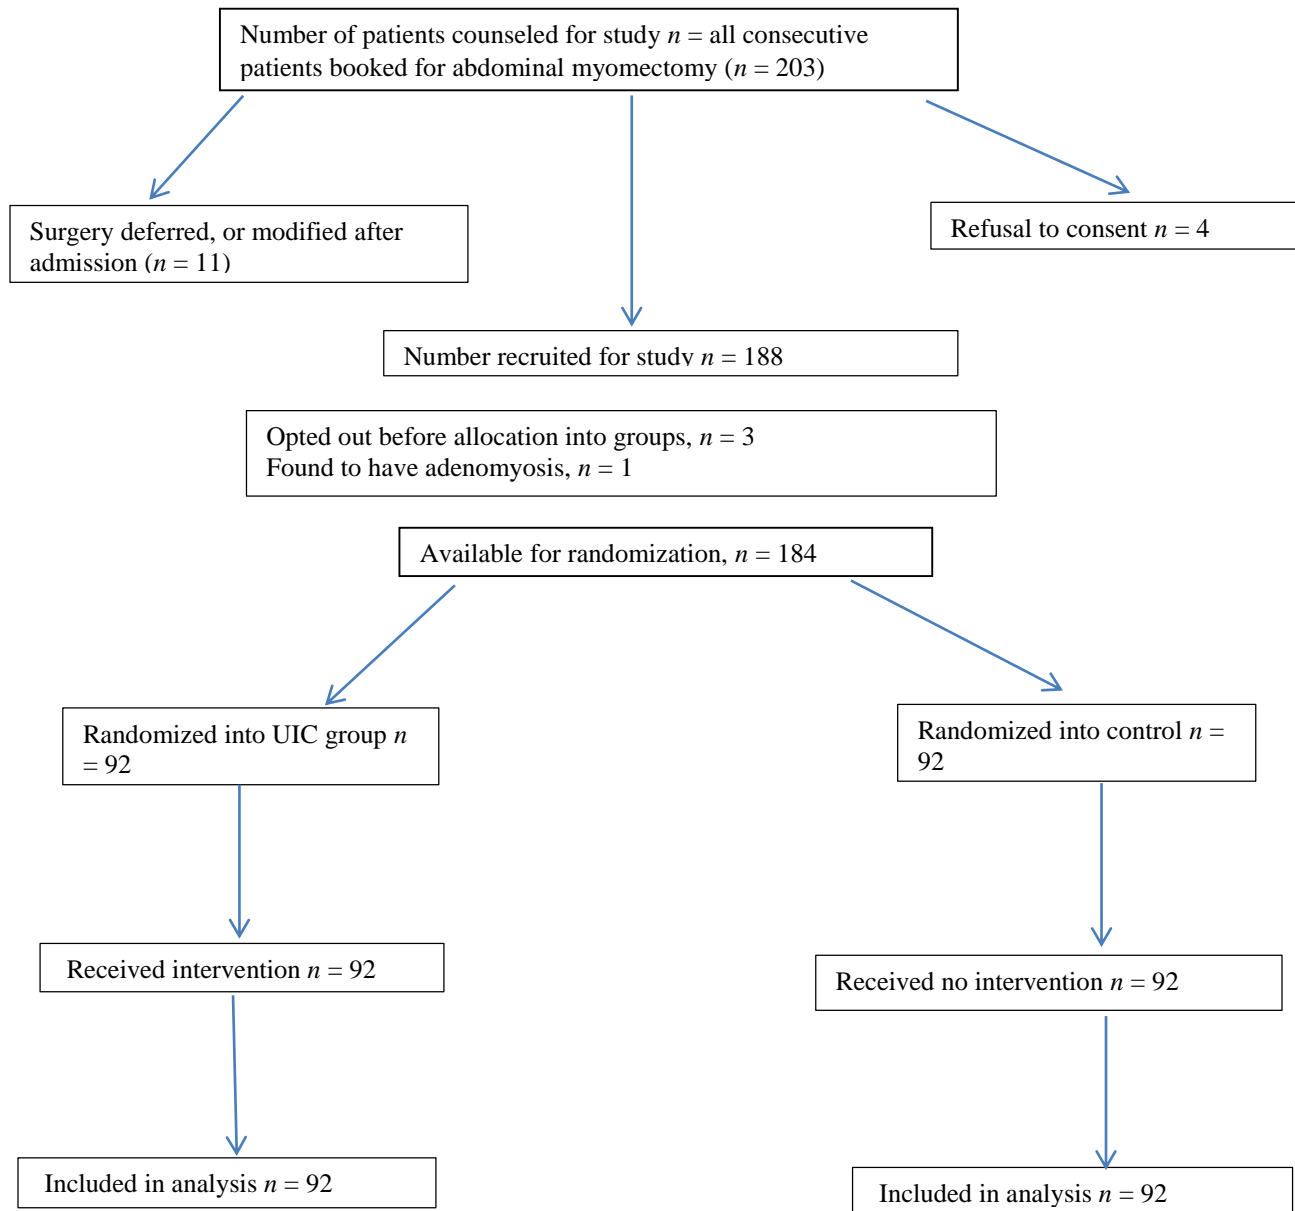 Number of patients counseled for study n = all consecutive
patients booked for abdominal myomectomy (n = 203)
Surgery deferred, or modified after
admission (n = 11)
Refusal to consent n = 4
Number recruited for study n = 188
Opted out before allocation into groups, n = 3
Found to have adenomyosis, n = 1
Available for randomization, n = 184
Randomized into UIC group n
= 92
Randomized into control n =
92
Received intervention n = 92
Received no intervention n = 92
Included in analysis n = 92
Included in analysis n = 92